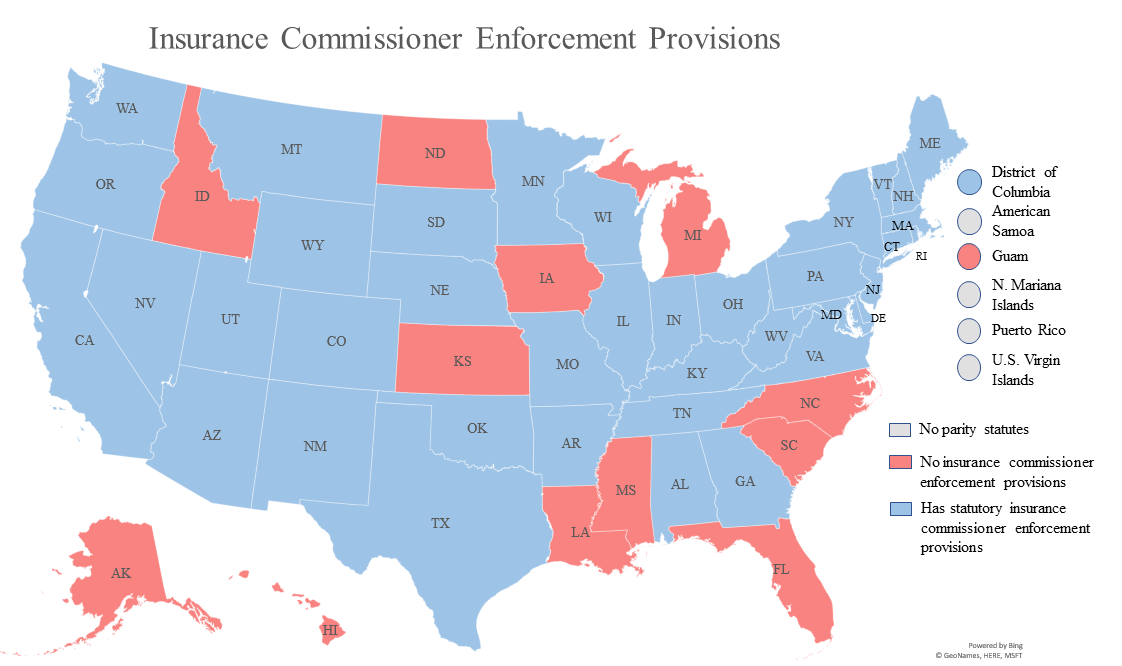 Insurance Commissioner Enforcement Provisions
WA
MT
ND
MN
ME
OR
ID
SD
WI
MI
VT
NH
NY
MA
CT
RI
WY
IA
NE
PA
NJ
NV
UT
CO
IL
IN
OH
MD
DE
WV
CA
KS
MO
KY
VA
AZ
NM
OK
AR
TN
NC
SC
MS
AL
GA
TX
LA
FL
AK
HI
District of
Columbia
American
Samoa
Guam
N. Mariana
Islands
Puerto Rico
U.S. Virgin
Islands
No parity statutes
No insurance commissioner
enforcement provisions
Has statutory insurance
commissioner enforcement
provisions
Powered by Bing
© GeoNames, HERE, MSFT